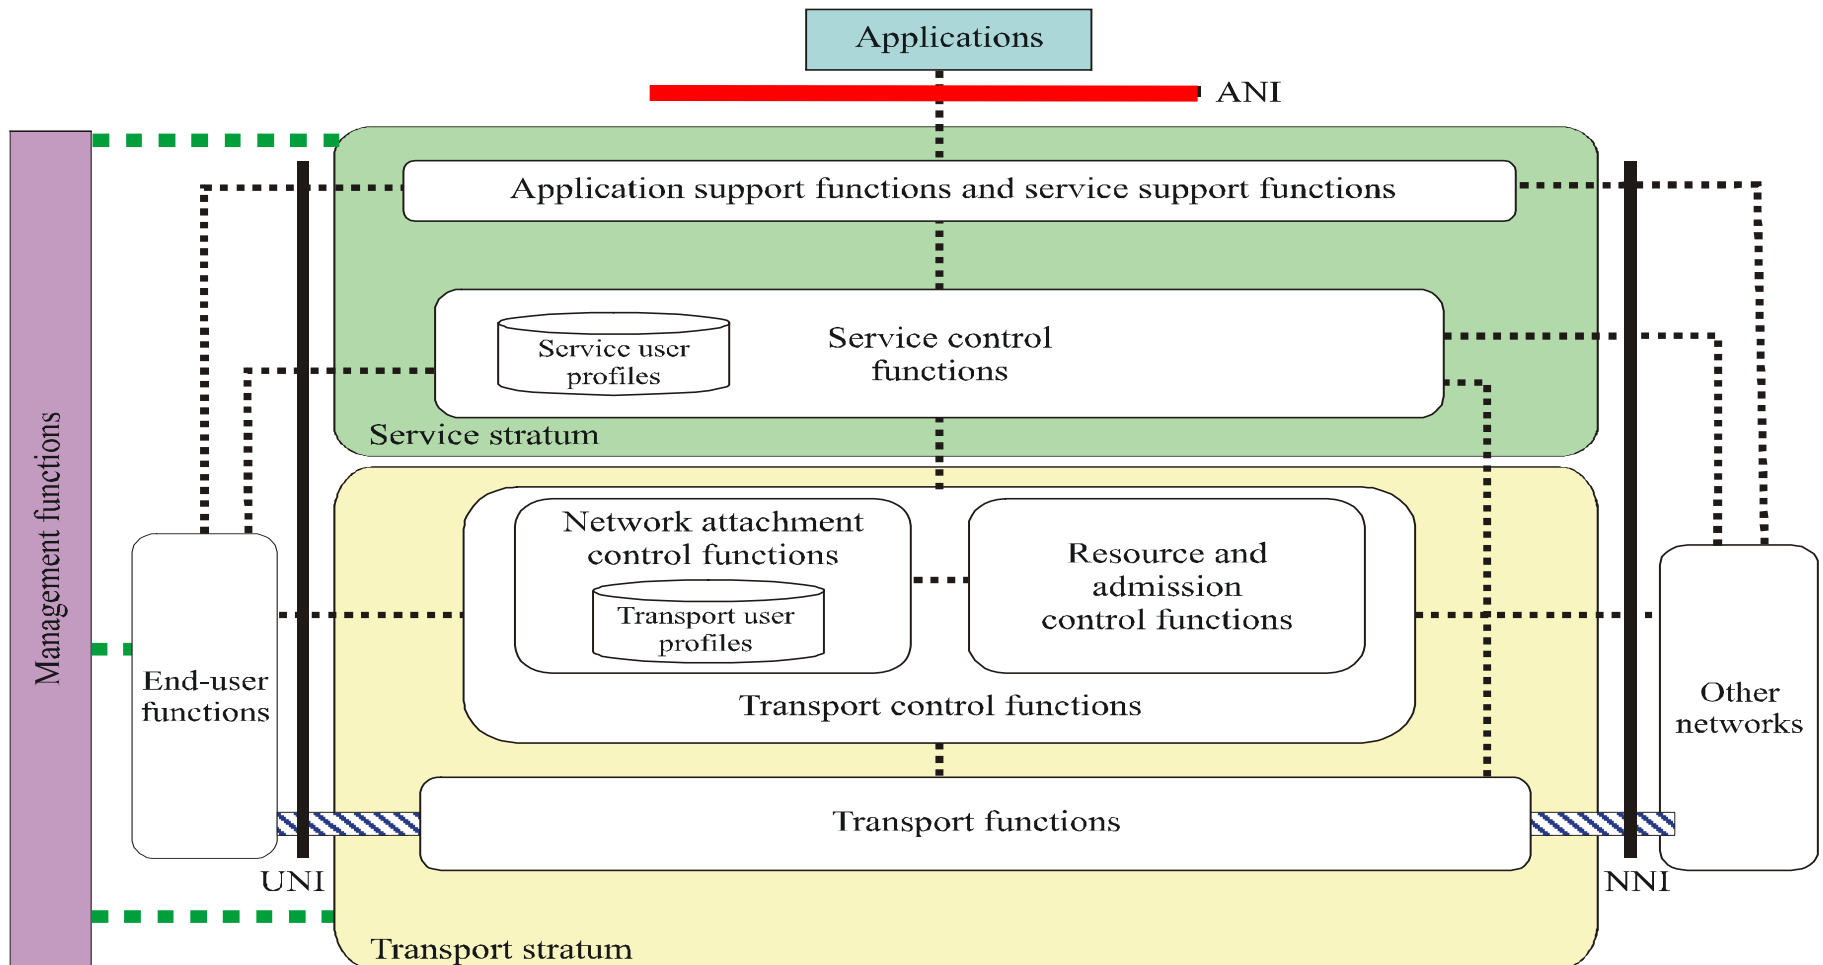 Applications
ANI
Application support functions and service support functions
Service control
functions
Service user
profiles
Service stratum
Management functions
Network attachment
control functions
Transport user
profiles
Resource and
admission
control functions
Transport control functions
End-user
functions
Other
networks
Transport functions
UNI
NNI
Transport stratum